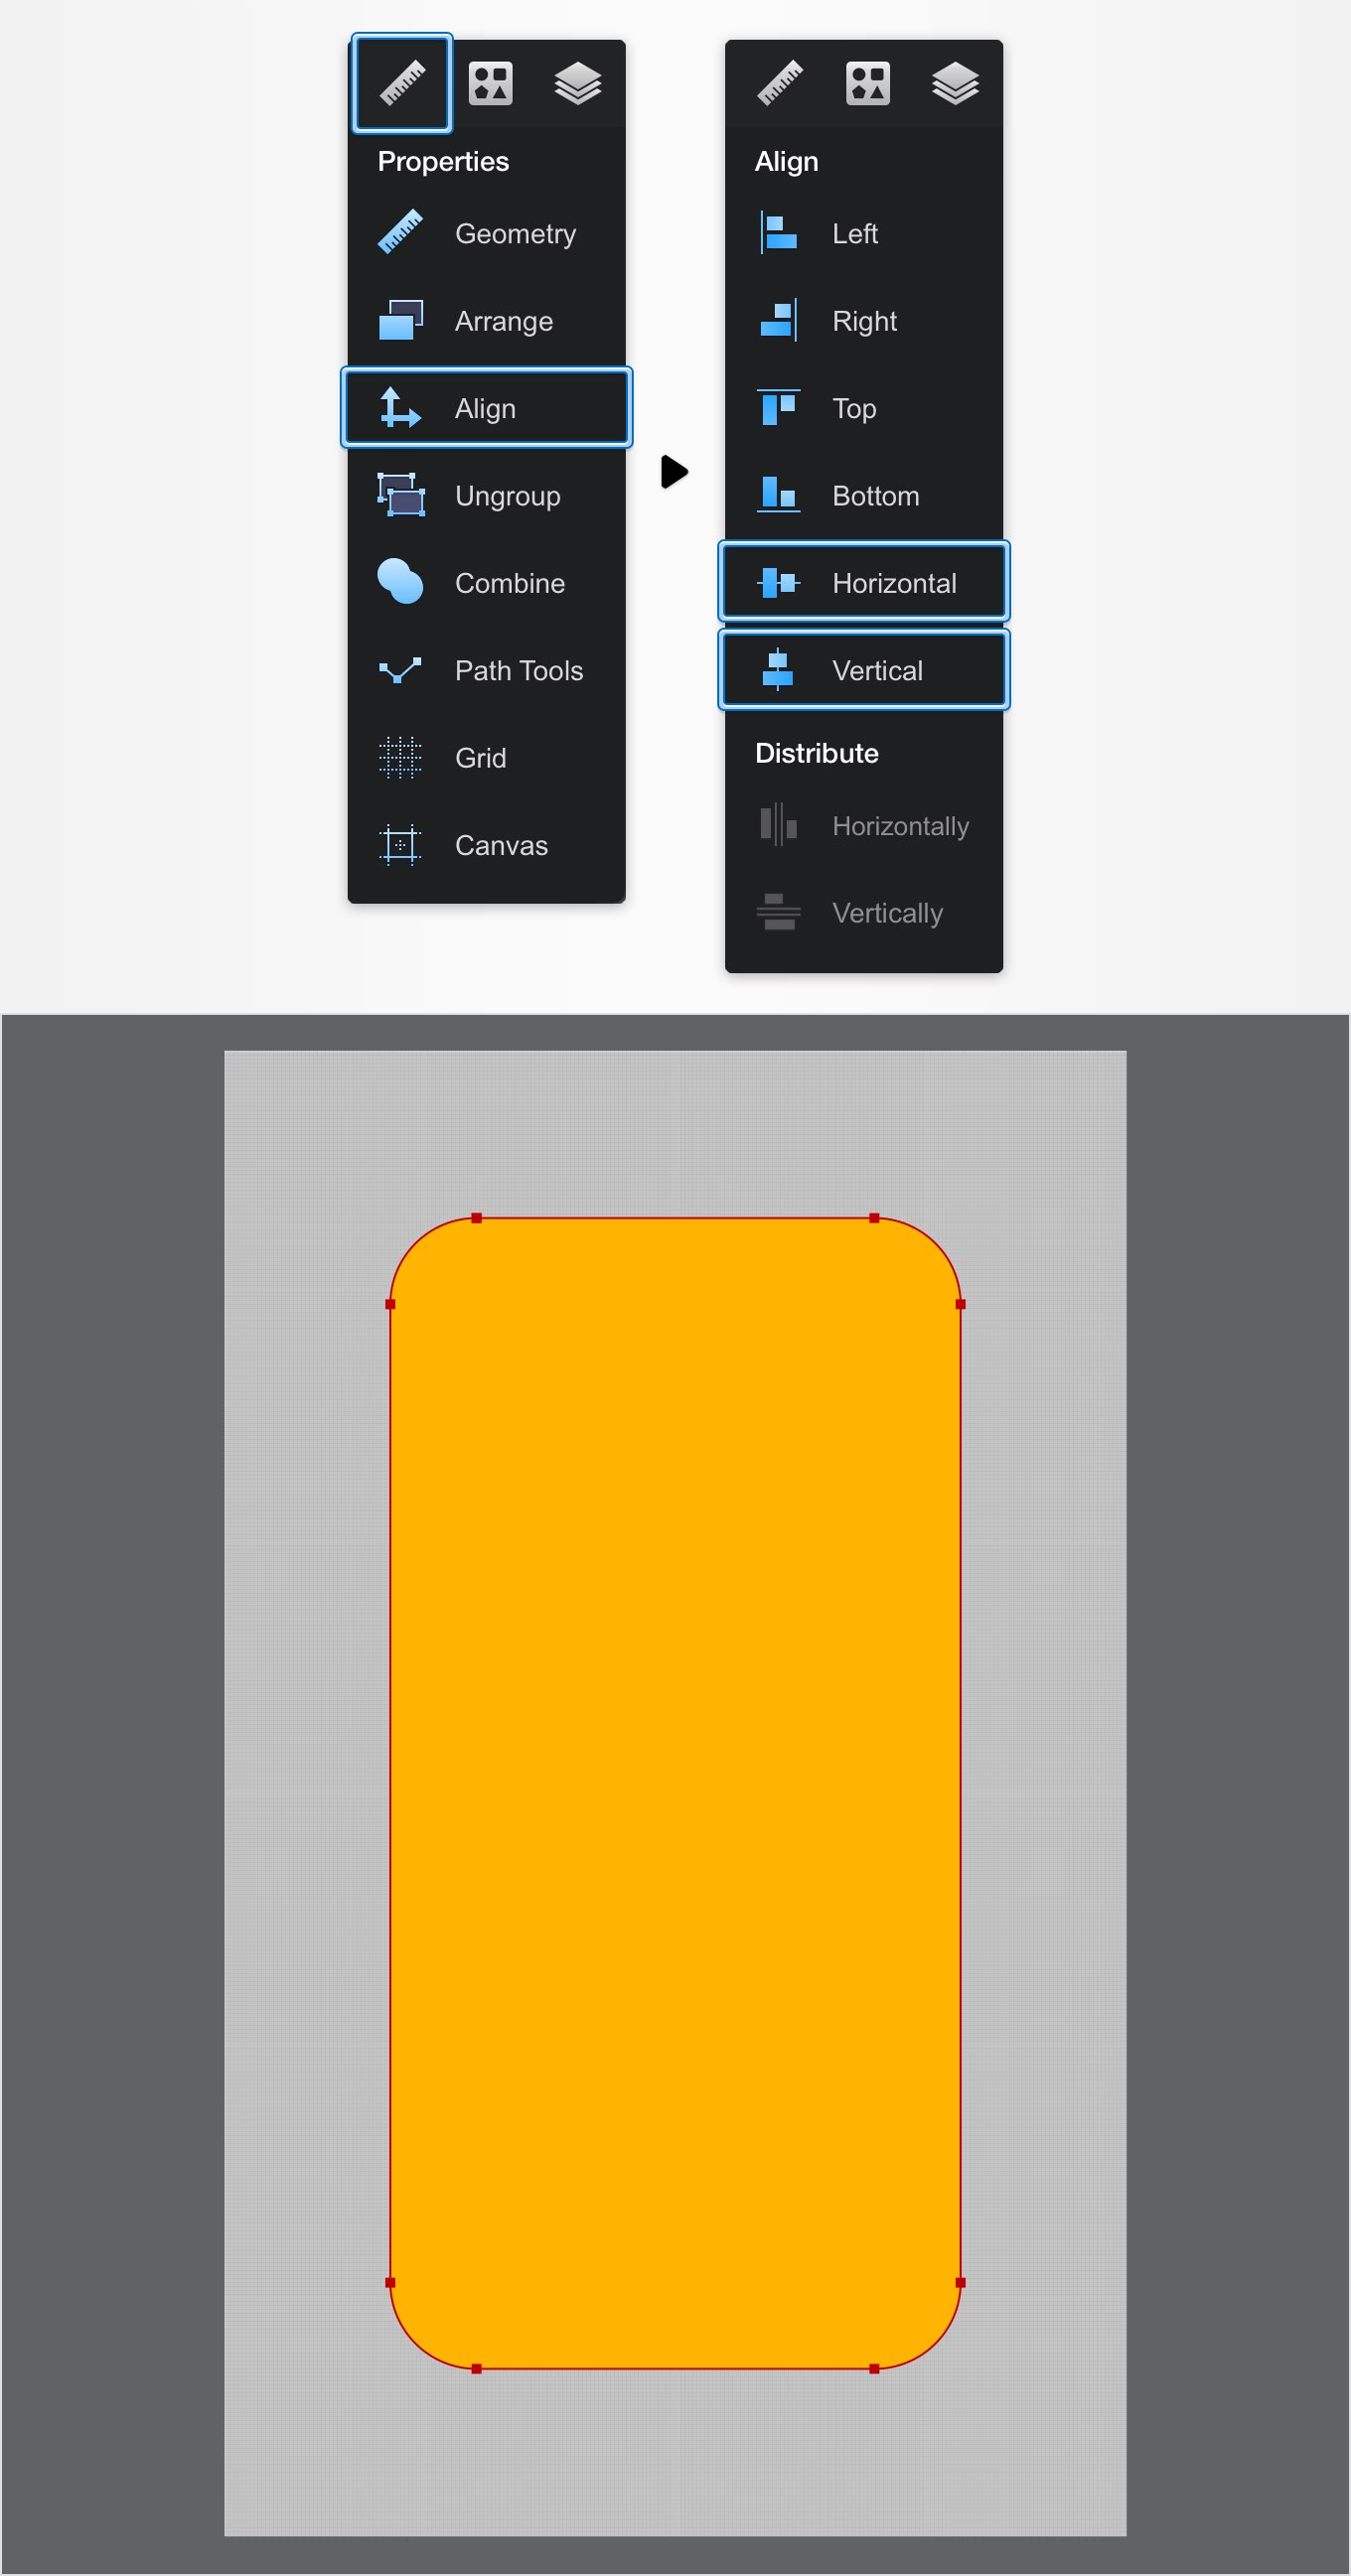 Properties
Geometry
Arrange
Align
Ungroup
Combine
Path Tools
Grid
Canvas
Align
Left
Right
Top
Bottom
Horizontal
Vertical
Distribute
Horizontally
Vertically